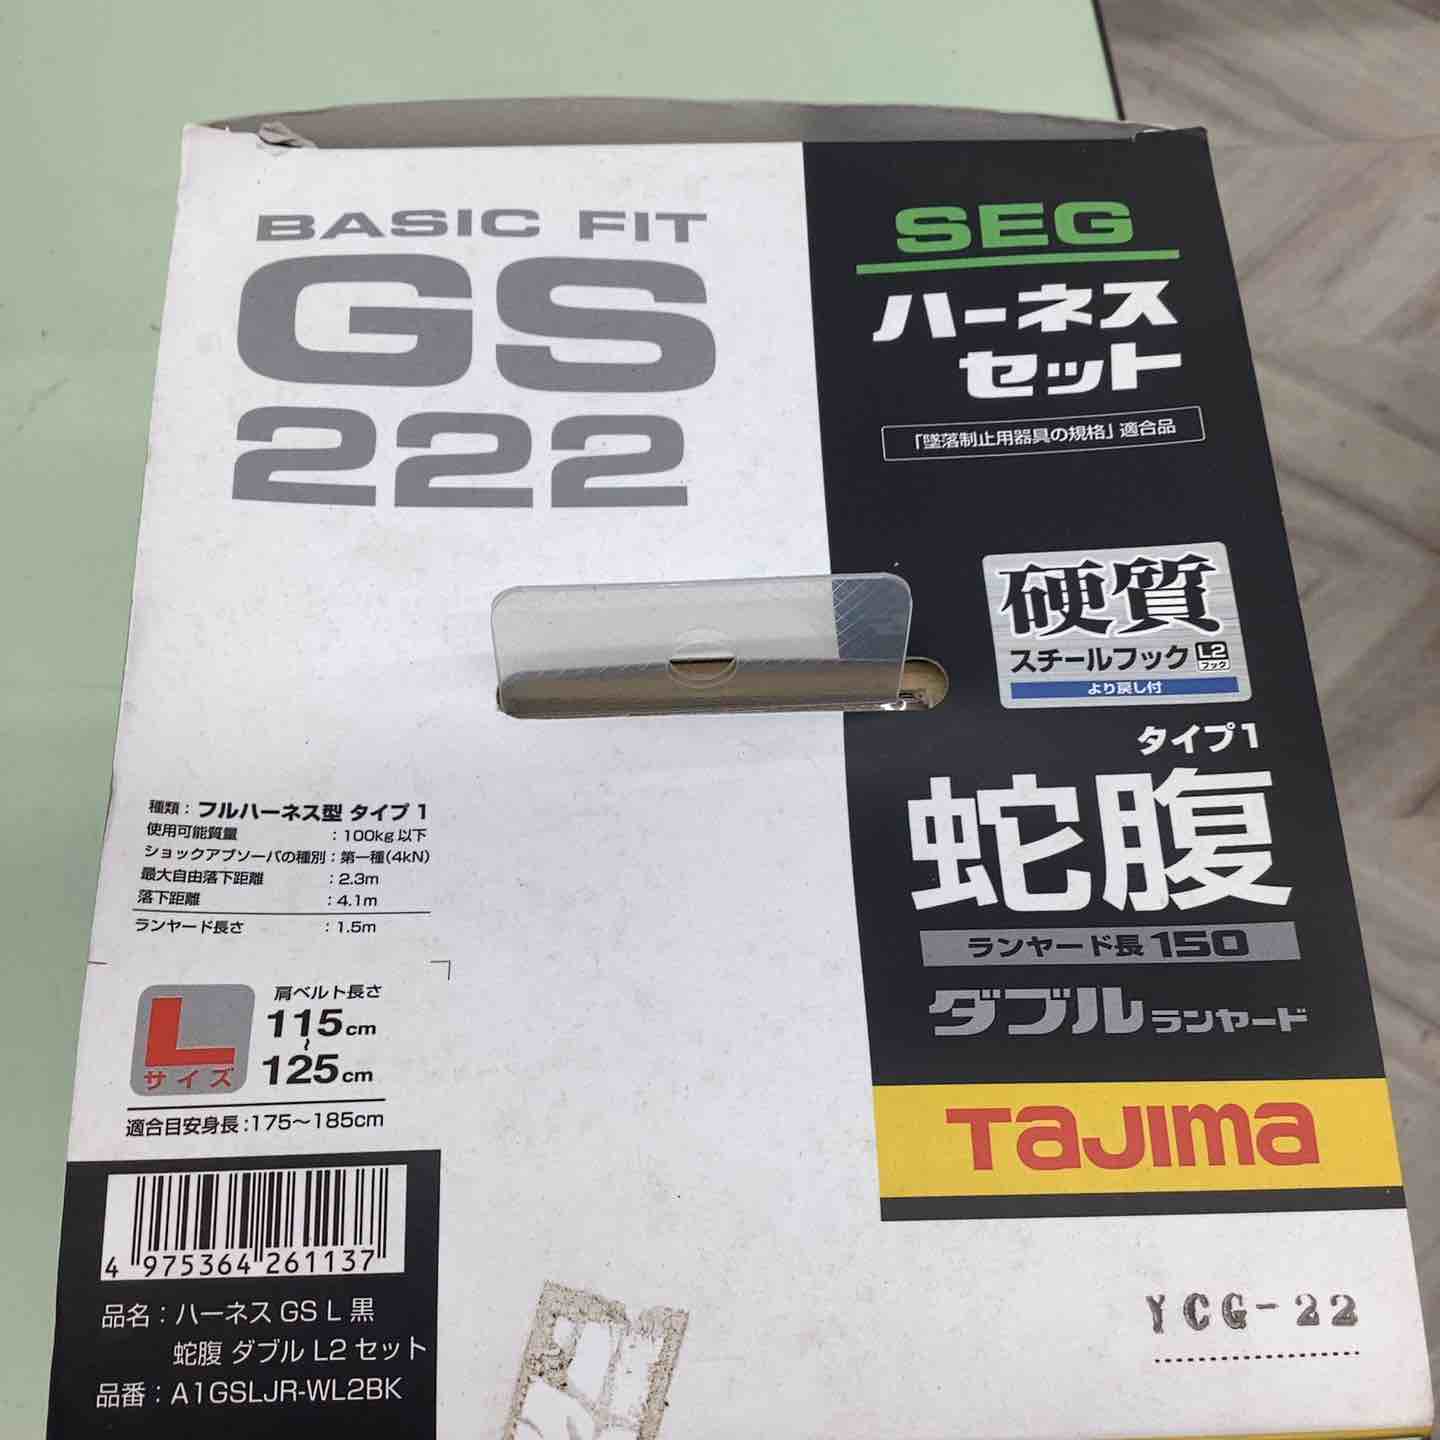 BASIC FIT
GS
222
SEG
ハーネス
セット
「墜落制止用器具の規格」適合品
硬質
スチールフック L2
フック
より戻し付
タイプ1
蛇腹
ランヤード長150
ダブルランヤード
TaJIma
種類：フルハーネス型 タイプ1
使用可能質量 ：100kg以下
ショックアブソーバの種別：第一種(4kN)
最大自由落下距離 ：2.3m
落下距離 ：4.1m
ランヤード長さ ：1.5m
L
サイズ
肩ベルト長さ
115cm
〜
125cm
適合目安身長：175〜185cm
4 975364 261137
品名：ハーネス GS L 黒
蛇腹 ダブル L2 セット
品番：A1GSLJR-WL2BK
YCG-22